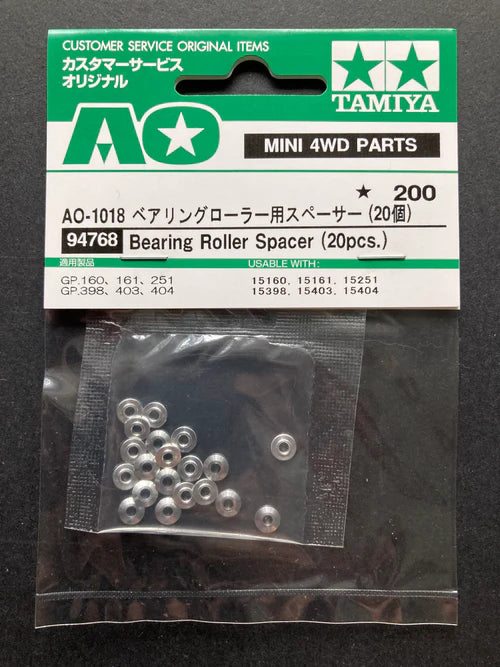 CUSTOMER SERVICE ORIGINAL ITEMS
カスタマーサービス
オリジナル
TAMIYA
AO
MINI 4WD PARTS
★ 200
AO-1018 ベアリングローラー用スペーサー (20個)
94768 Bearing Roller Spacer (20pcs.)
適用製品
GP.160、161、251
GP.398、403、404
USABLE WITH:
15160, 15161, 15251
15398, 15403, 15404